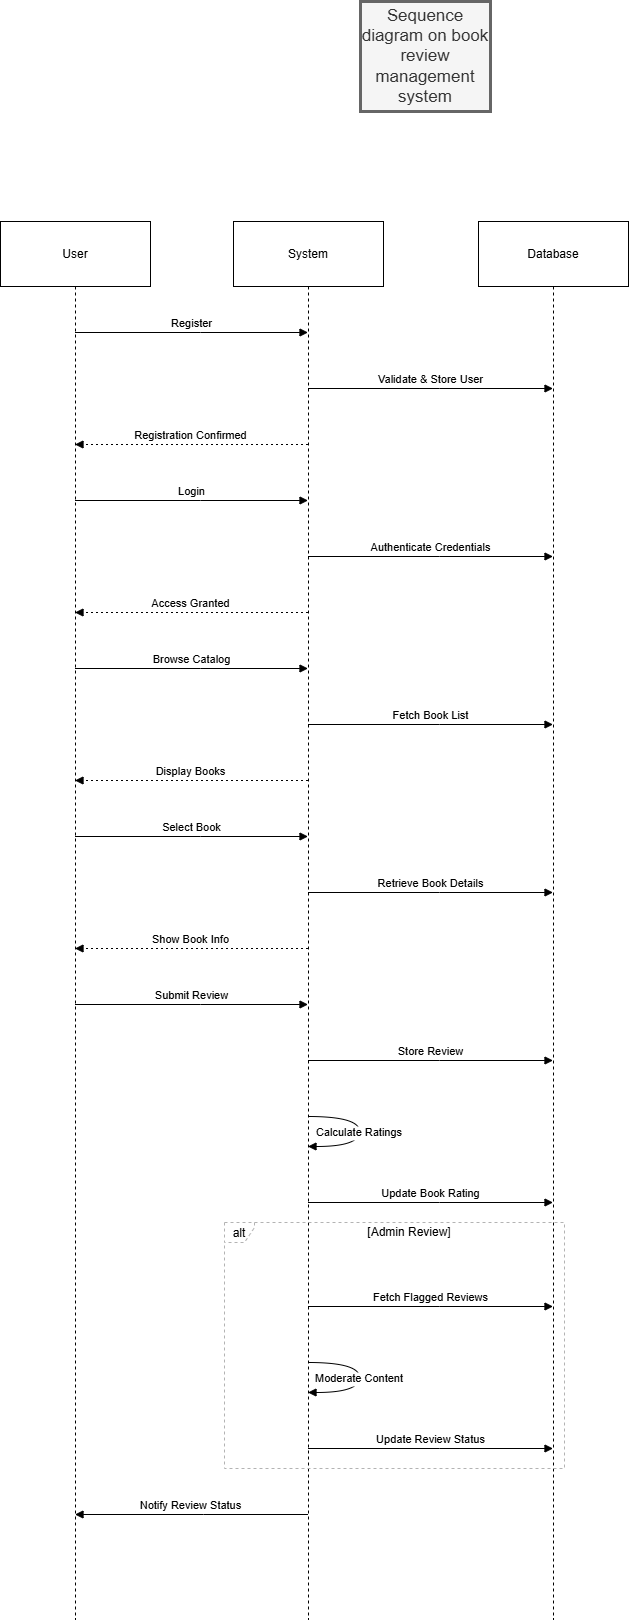 Sequence
diagram on book
review
management
system
User
System
Database
Register
Validate & Store User
Registration Confirmed
Login
Authenticate Credentials
Access Granted
Browse Catalog
Fetch Book List
Display Books
Select Book
Retrieve Book Details
Show Book Info
Submit Review
Store Review
Calculate Ratings
Update Book Rating
alt
[Admin Review]
Fetch Flagged Reviews
Moderate Content
Update Review Status
Notify Review Status